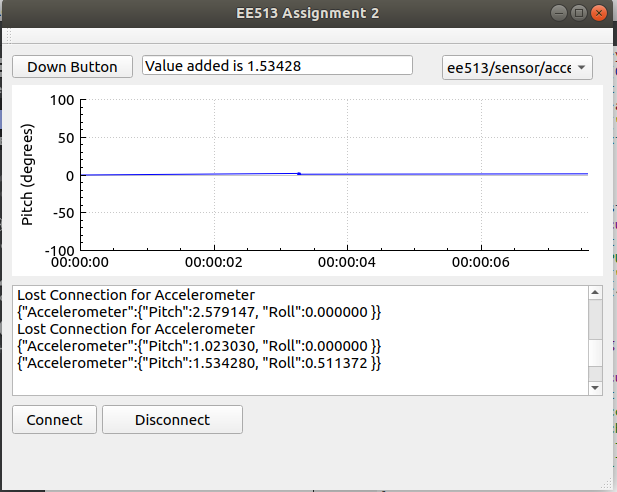 EE513 Assignment 2
Down Button Value added is 1.53428 ee513/sensor/acce
100
50
0
-50
-100
Pitch (degrees)
00:00:00 00:00:02 00:00:04 00:00:06
Lost Connection for Accelerometer
{"Accelerometer":{"Pitch":2.579147, "Roll":0.000000 }}
Lost Connection for Accelerometer
{"Accelerometer":{"Pitch":1.023030, "Roll":0.000000 }}
{"Accelerometer":{"Pitch":1.534280, "Roll":0.511372 }}
Connect Disconnect